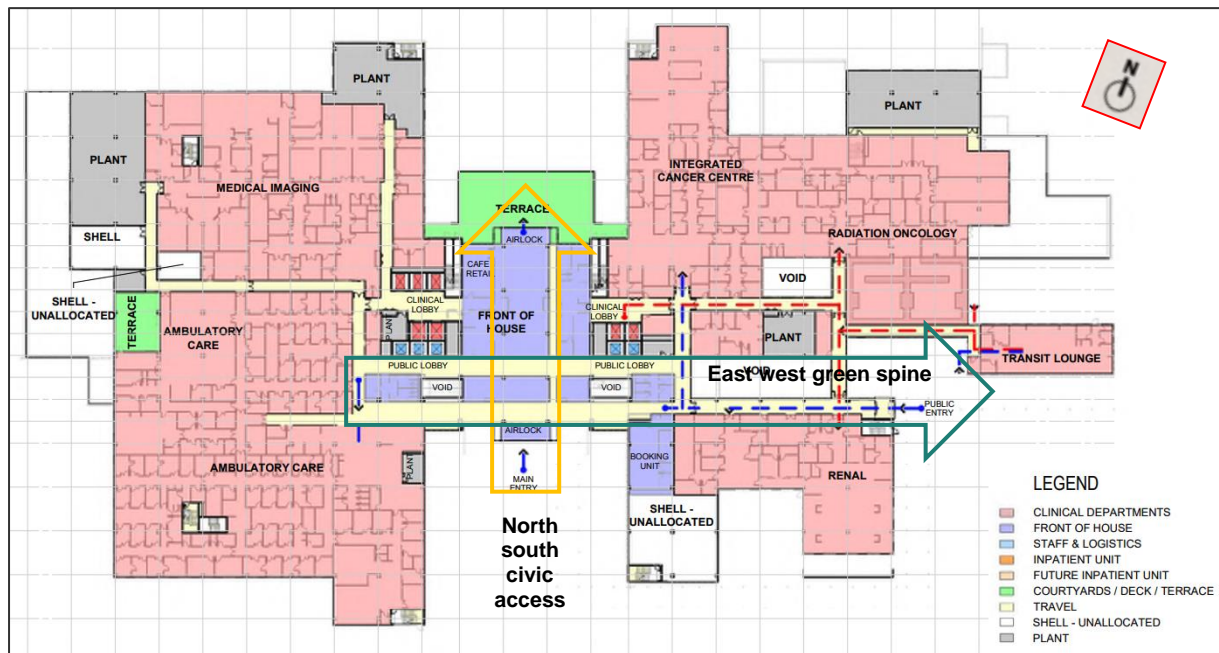 N
PLANT
PLANT
PLANT
INTEGRATED
CANCER CENTRE
MEDICAL IMAGING
TERRACE
SHELL
AIRLOCK
RADIATION ONCOLOGY
CAFE
RETAIL
VOID
SHELL -
UNALLOCATED
CLINICAL
LOBBY
CLINICAL
LOBBY
TERRACE
AMBULATORY
CARE
PLANT
FRONT OF
HOUSE
PLANT
TRANSIT LOUNGE
PUBLIC LOBBY
PUBLIC LOBBY
VOID
East west green spine
VOID
VOID
PUBLIC
ENTRY
AIRLOCK
AMBULATORY CARE
PLANT
BOOKING
UNIT
RENAL
MAIN
ENTRY
SHELL -
UNALLOCATED
North
south
civic
access
LEGEND
CLINICAL DEPARTMENTS
FRONT OF HOUSE
STAFF & LOGISTICS
INPATIENT UNIT
FUTURE INPATIENT UNIT
COURTYARDS / DECK / TERRACE
TRAVEL
SHELL - UNALLOCATED
PLANT